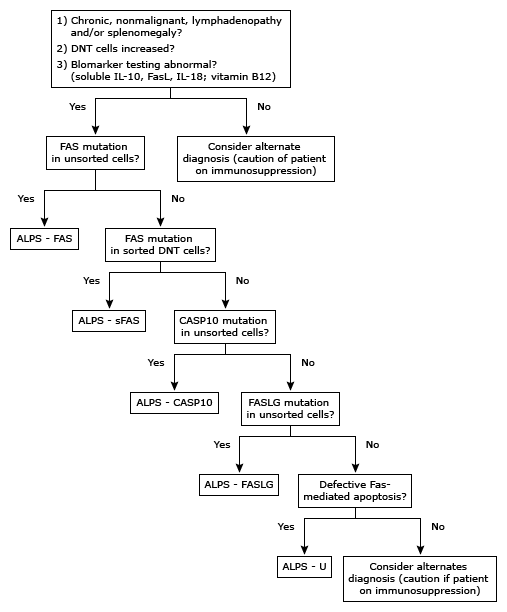 1) Chronic, nonmalignant, lymphadenopathy
and/or splenomegaly?
2) DNT cells increased?
3) Blomarker testing abnormal?
(soluble IL-10, FasL, IL-18; vitamin B12)
Yes
No
FAS mutation
in unsorted cells?
Consider alternate
diagnosis (caution of patient
on immunosuppression)
Yes
No
ALPS - FAS
FAS mutation
in sorted DNT cells?
Yes
No
ALPS - sFAS
CASP10 mutation
in unsorted cells?
Yes
No
ALPS - CASP10
FASLG mutation
in unsorted cells?
Yes
No
ALPS - FASLG
Defective Fas-
mediated apoptosis?
Yes
No
ALPS - U
Consider alternates
diagnosis (caution if patient
on immunosuppression)